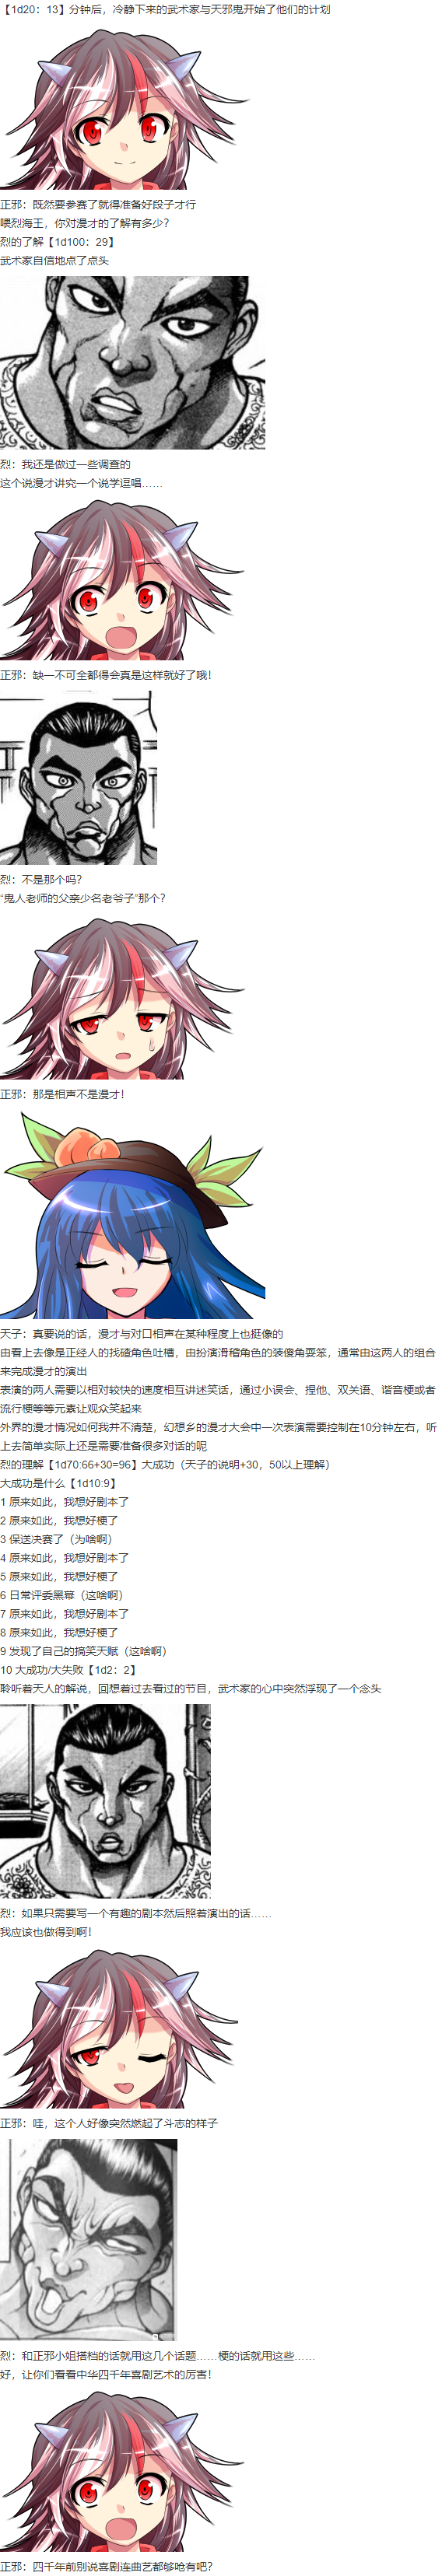 【1d20：13】分钟后，冷静下来的武术家与天邪鬼开始了他们的计划
正邪：既然要参赛了就得准备好段子才行
喂烈海王，你对漫才的了解有多少？
烈的了解【1d100：29】
武术家自信地点了点头
烈：我还是做过一些调查的
这个说漫才讲究一个说学逗唱……
正邪：缺一不可全都得会真是这样就好了哦！
烈：不是那个吗？
“鬼人老师的父亲少名老爷子”那个？
正邪：那是相声不是漫才！
天子：真要说的话，漫才与对口相声在某种程度上也挺像的
由看上去像是正经人的找碴角色吐槽，由扮演滑稽角色的装傻角耍笨，通常由这两人的组合
来完成漫才的演出
表演的两人需要以相对较快的速度相互讲述笑话，通过小误会、捏他、双关语、谐音梗或者
流行梗等等元素让观众笑起来
外界的漫才情况如何我并不清楚，幻想乡的漫才大会中一次表演需要控制在10分钟左右，听
上去简单实际上还是需要准备很多对话的呢
烈的理解【1d70:66+30=96】大成功（天子的说明+30，50以上理解）
大成功是什么【1d10:9】
1 原来如此，我想好剧本了
2 原来如此，我想好梗了
3 保送决赛了（为啥啊）
4 原来如此，我想好剧本了
5 原来如此，我想好梗了
6 日常评委黑幕（这啥啊）
7 原来如此，我想好剧本了
8 原来如此，我想好梗了
9 发现了自己的搞笑天赋（这啥啊）
10 大成功/大失败【1d2：2】
聆听着天人的解说，回想着过去看过的节目，武术家的心中突然浮现了一个念头
烈：如果只需要写一个有趣的剧本然后照着演出的话……
我应该也做得到啊！
正邪：哇，这个人好像突然燃起了斗志的样子
烈：和正邪小姐搭档的话就用这几个话题……梗的话就用这些……
好，让你们看看中华四千年喜剧艺术的厉害！
正邪：四千年前别说喜剧连曲艺都够呛有吧？